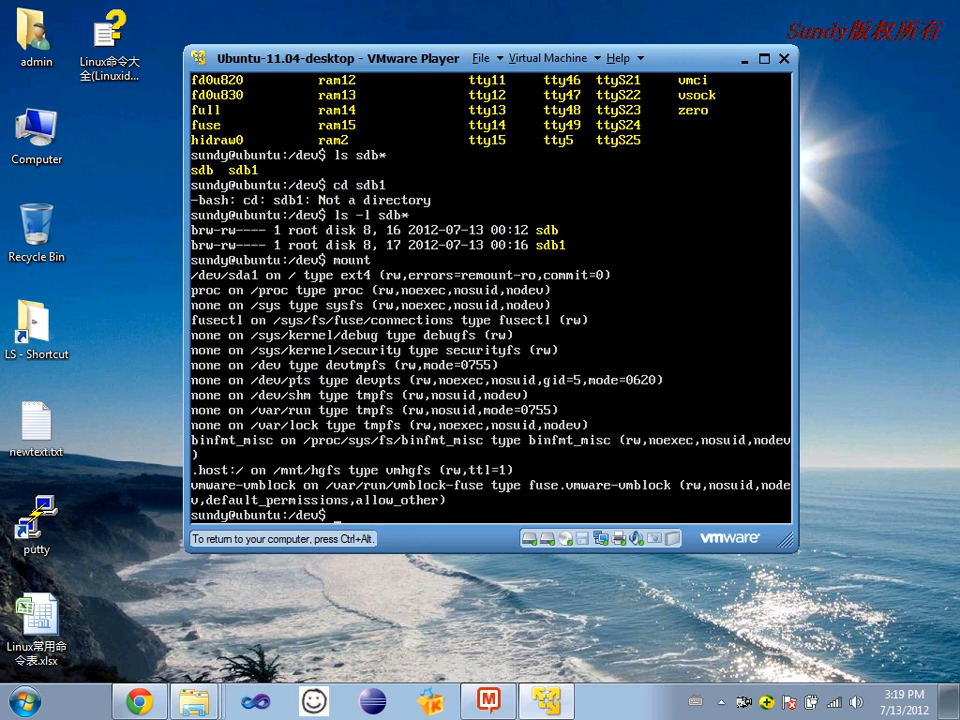 Sundy版权所有
admin
Linux命令大
全(Linuxid...
Computer
Recycle Bin
LS - Shortcut
newtext.txt
putty
Linux常用命
令表.xlsx
Ubuntu-11.04-desktop - VMware Player File Virtual Machine Help
fd0u820 ram12 tty11 tty46 ttyS21 vmci
fd0u830 ram13 tty12 tty47 ttyS22 vsock
full ram14 tty13 tty48 ttyS23 zero
fuse ram15 tty14 tty49 ttyS24
hidraw0 ram2 tty15 tty5 ttyS25
sundy@ubuntu:/dev$ ls sdb*
sdb sdb1
sundy@ubuntu:/dev$ cd sdb1
-bash: cd: sdb1: Not a directory
sundy@ubuntu:/dev$ ls -l sdb*
brw-rw---- 1 root disk 8, 16 2012-07-13 00:12 sdb
brw-rw---- 1 root disk 8, 17 2012-07-13 00:16 sdb1
sundy@ubuntu:/dev$ mount
/dev/sda1 on / type ext4 (rw,errors=remount-ro,commit=0)
proc on /proc type proc (rw,noexec,nosuid,nodev)
none on /sys type sysfs (rw,noexec,nosuid,nodev)
fusectl on /sys/fs/fuse/connections type fusectl (rw)
none on /sys/kernel/debug type debugfs (rw)
none on /sys/kernel/security type securityfs (rw)
none on /dev type devtmpfs (rw,mode=0755)
none on /dev/pts type devpts (rw,noexec,nosuid,gid=5,mode=0620)
none on /dev/shm type tmpfs (rw,nosuid,nodev)
none on /var/run type tmpfs (rw,nosuid,mode=0755)
none on /var/lock type tmpfs (rw,noexec,nosuid,nodev)
binfmt_misc on /proc/sys/fs/binfmt_misc type binfmt_misc (rw,noexec,nosuid,nodev
)
.host:/ on /mnt/hgfs type vmhgfs (rw,ttl=1)
vmware-vmblock on /var/run/vmblock-fuse type fuse.vmware-vmblock (rw,nosuid,node
v,default_permissions,allow_other)
sundy@ubuntu:/dev$ _
To return to your computer, press Ctrl+Alt.
vmware
3:19 PM
7/13/2012